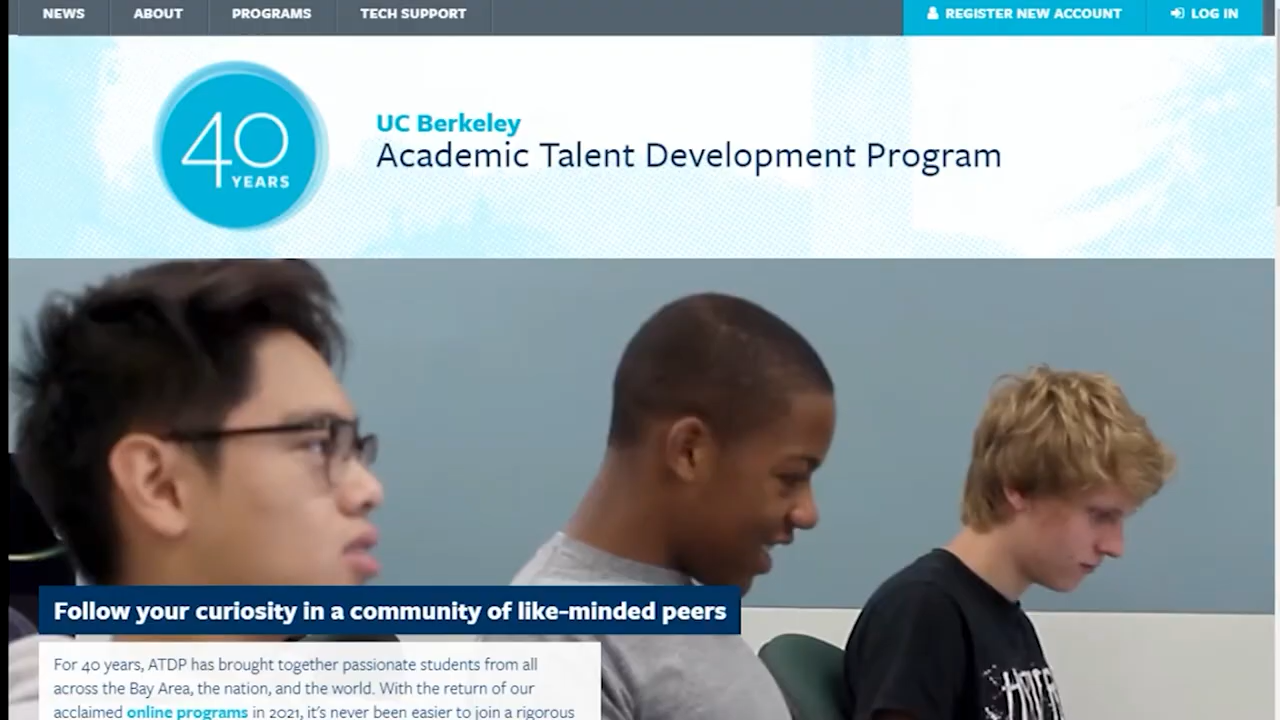 NEWS ABOUT PROGRAMS TECH SUPPORT REGISTER NEW ACCOUNT LOG IN
40
YEARS
UC Berkeley
Academic Talent Development Program
Follow your curiosity in a community of like-minded peers
For 40 years, ATDP has brought together passionate students from all
across the Bay Area, the nation, and the world. With the return of our
acclaimed online programs in 2021, it's never been easier to join a rigorous